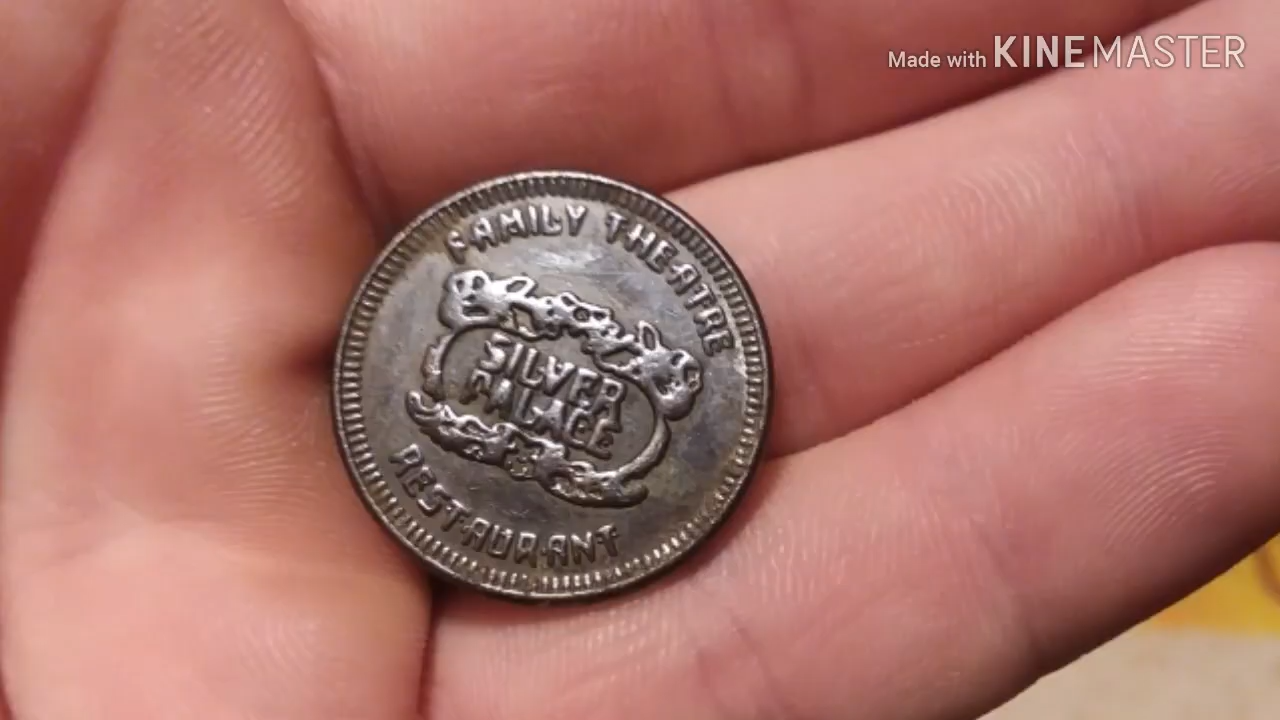 Made with KINEMASTER
FAMILY THEATRE
SILVER
PALACE
RESTAURANT